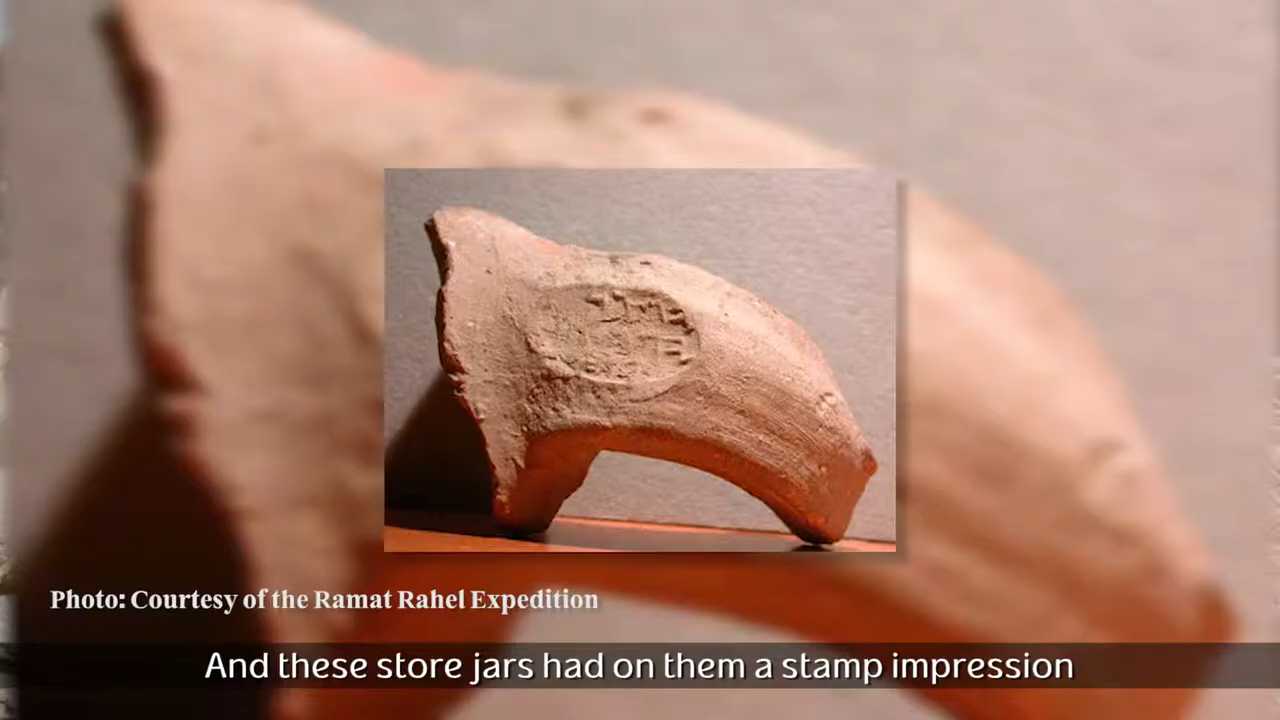 Photo: Courtesy of the Ramat Rahel Expedition
And these store jars had on them a stamp impression